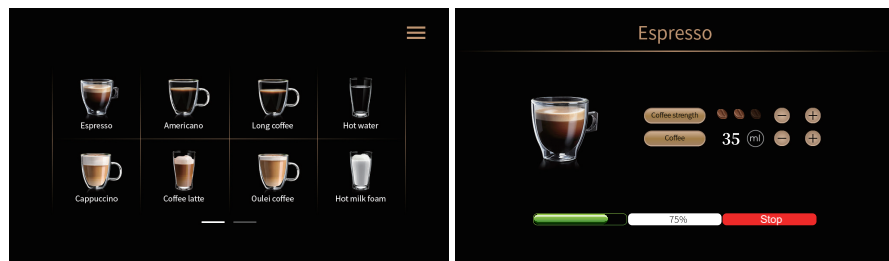 Espresso
Americano
Long coffee
Hot water
Cappuccino
Coffee latte
Oulei coffee
Hot milk foam
Espresso
Coffee strength
Coffee
35 ml
75%
Stop